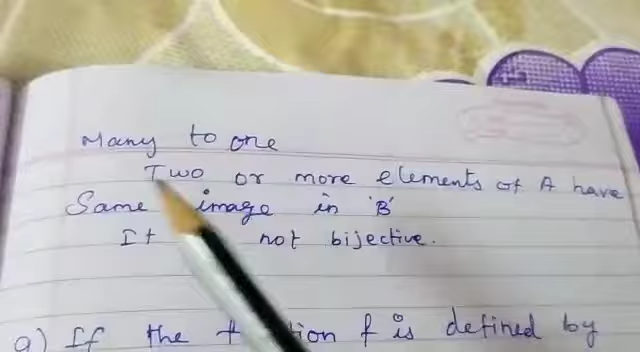 Many to one
Two or more elements of A have
Same image in 'B'
It not bijective.
a) If the f is defined by